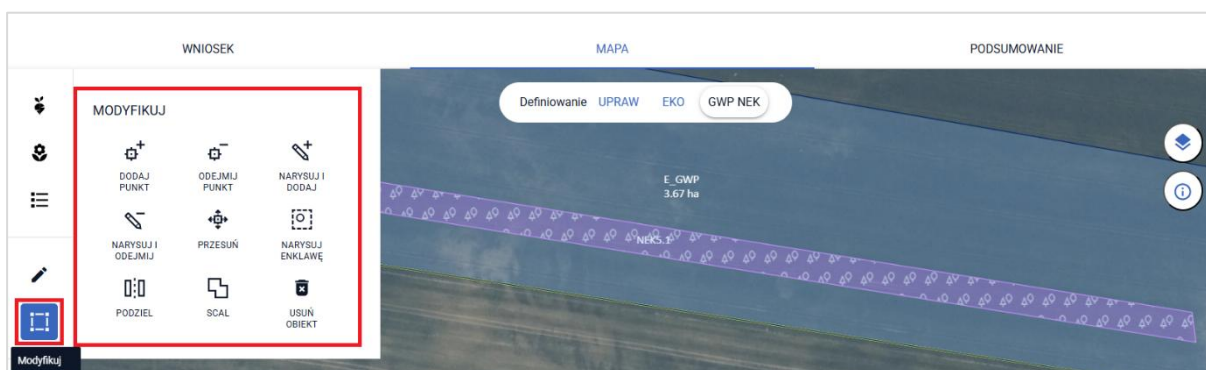 WNIOSEK
MAPA
PODSUMOWANIE
Definiowanie UPRAW EKO GWP NEK
MODYFIKUJ
DODAJ
PUNKT
ODEJMIJ
PUNKT
NARYSUJ I
DODAJ
NARYSUJ I
ODEJMIJ
PRZESUŃ
NARYSUJ
ENKLAWĘ
PODZIEL
SCAL
USUŃ
OBIEKT
Modyfikuj
E_GWP
3.67 ha
NEK5.1